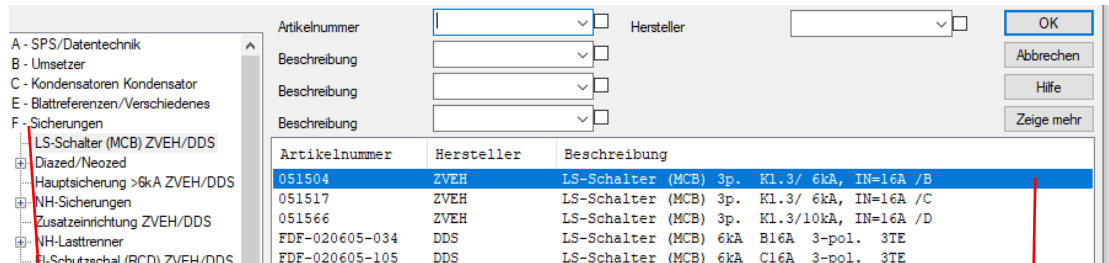 Artikelnummer
Hersteller
OK
Beschreibung
Abbrechen
Beschreibung
Hilfe
Beschreibung
Zeige mehr
A - SPS/Datentechnik
B - Umsetzer
C - Kondensatoren Kondensator
E - Blattreferenzen/Verschiedenes
F - Sicherungen
LS-Schalter (MCB) ZVEH/DDS
Diazed/Neozed
Hauptsicherung >6kA ZVEH/DDS
NH-Sicherungen
Zusatzeinrichtung ZVEH/DDS
NH-Lasttrenner
FI-Schutzschal (RCD) ZVEH/DDS
Artikelnummer Hersteller Beschreibung
051504 ZVEH LS-Schalter (MCB) 3p. Kl.3/ 6kA, IN=16A /B
051517 ZVEH LS-Schalter (MCB) 3p. Kl.3/ 6kA, IN=16A /C
051566 ZVEH LS-Schalter (MCB) 3p. Kl.3/10kA, IN=16A /D
FDF-020605-034 DDS LS-Schalter (MCB) 6kA B16A 3-pol. 3TE
FDF-020605-105 DDS LS-Schalter (MCB) 6kA C16A 3-pol. 3TE